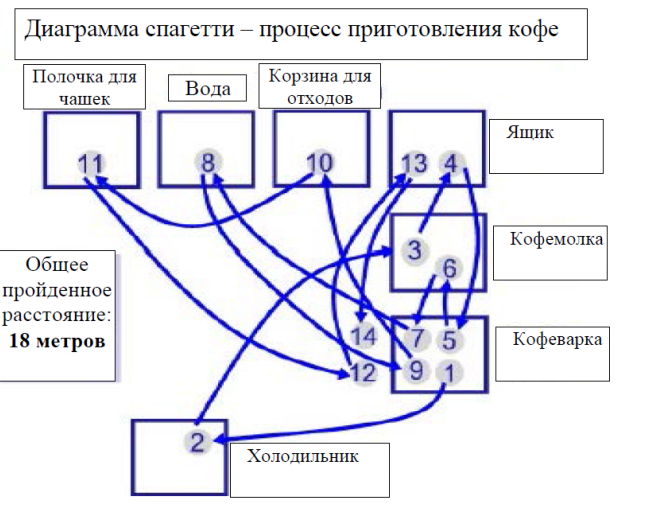 Диаграмма спагетти – процесс приготовления кофе
Полочка для
чашек
Вода
Корзина для
отходов
Ящик
11
8
10
13
4
Кофемолка
3
6
Общее
пройденное
расстояние:
18 метров
Кофеварка
14
7
5
12
9
1
2
Холодильник